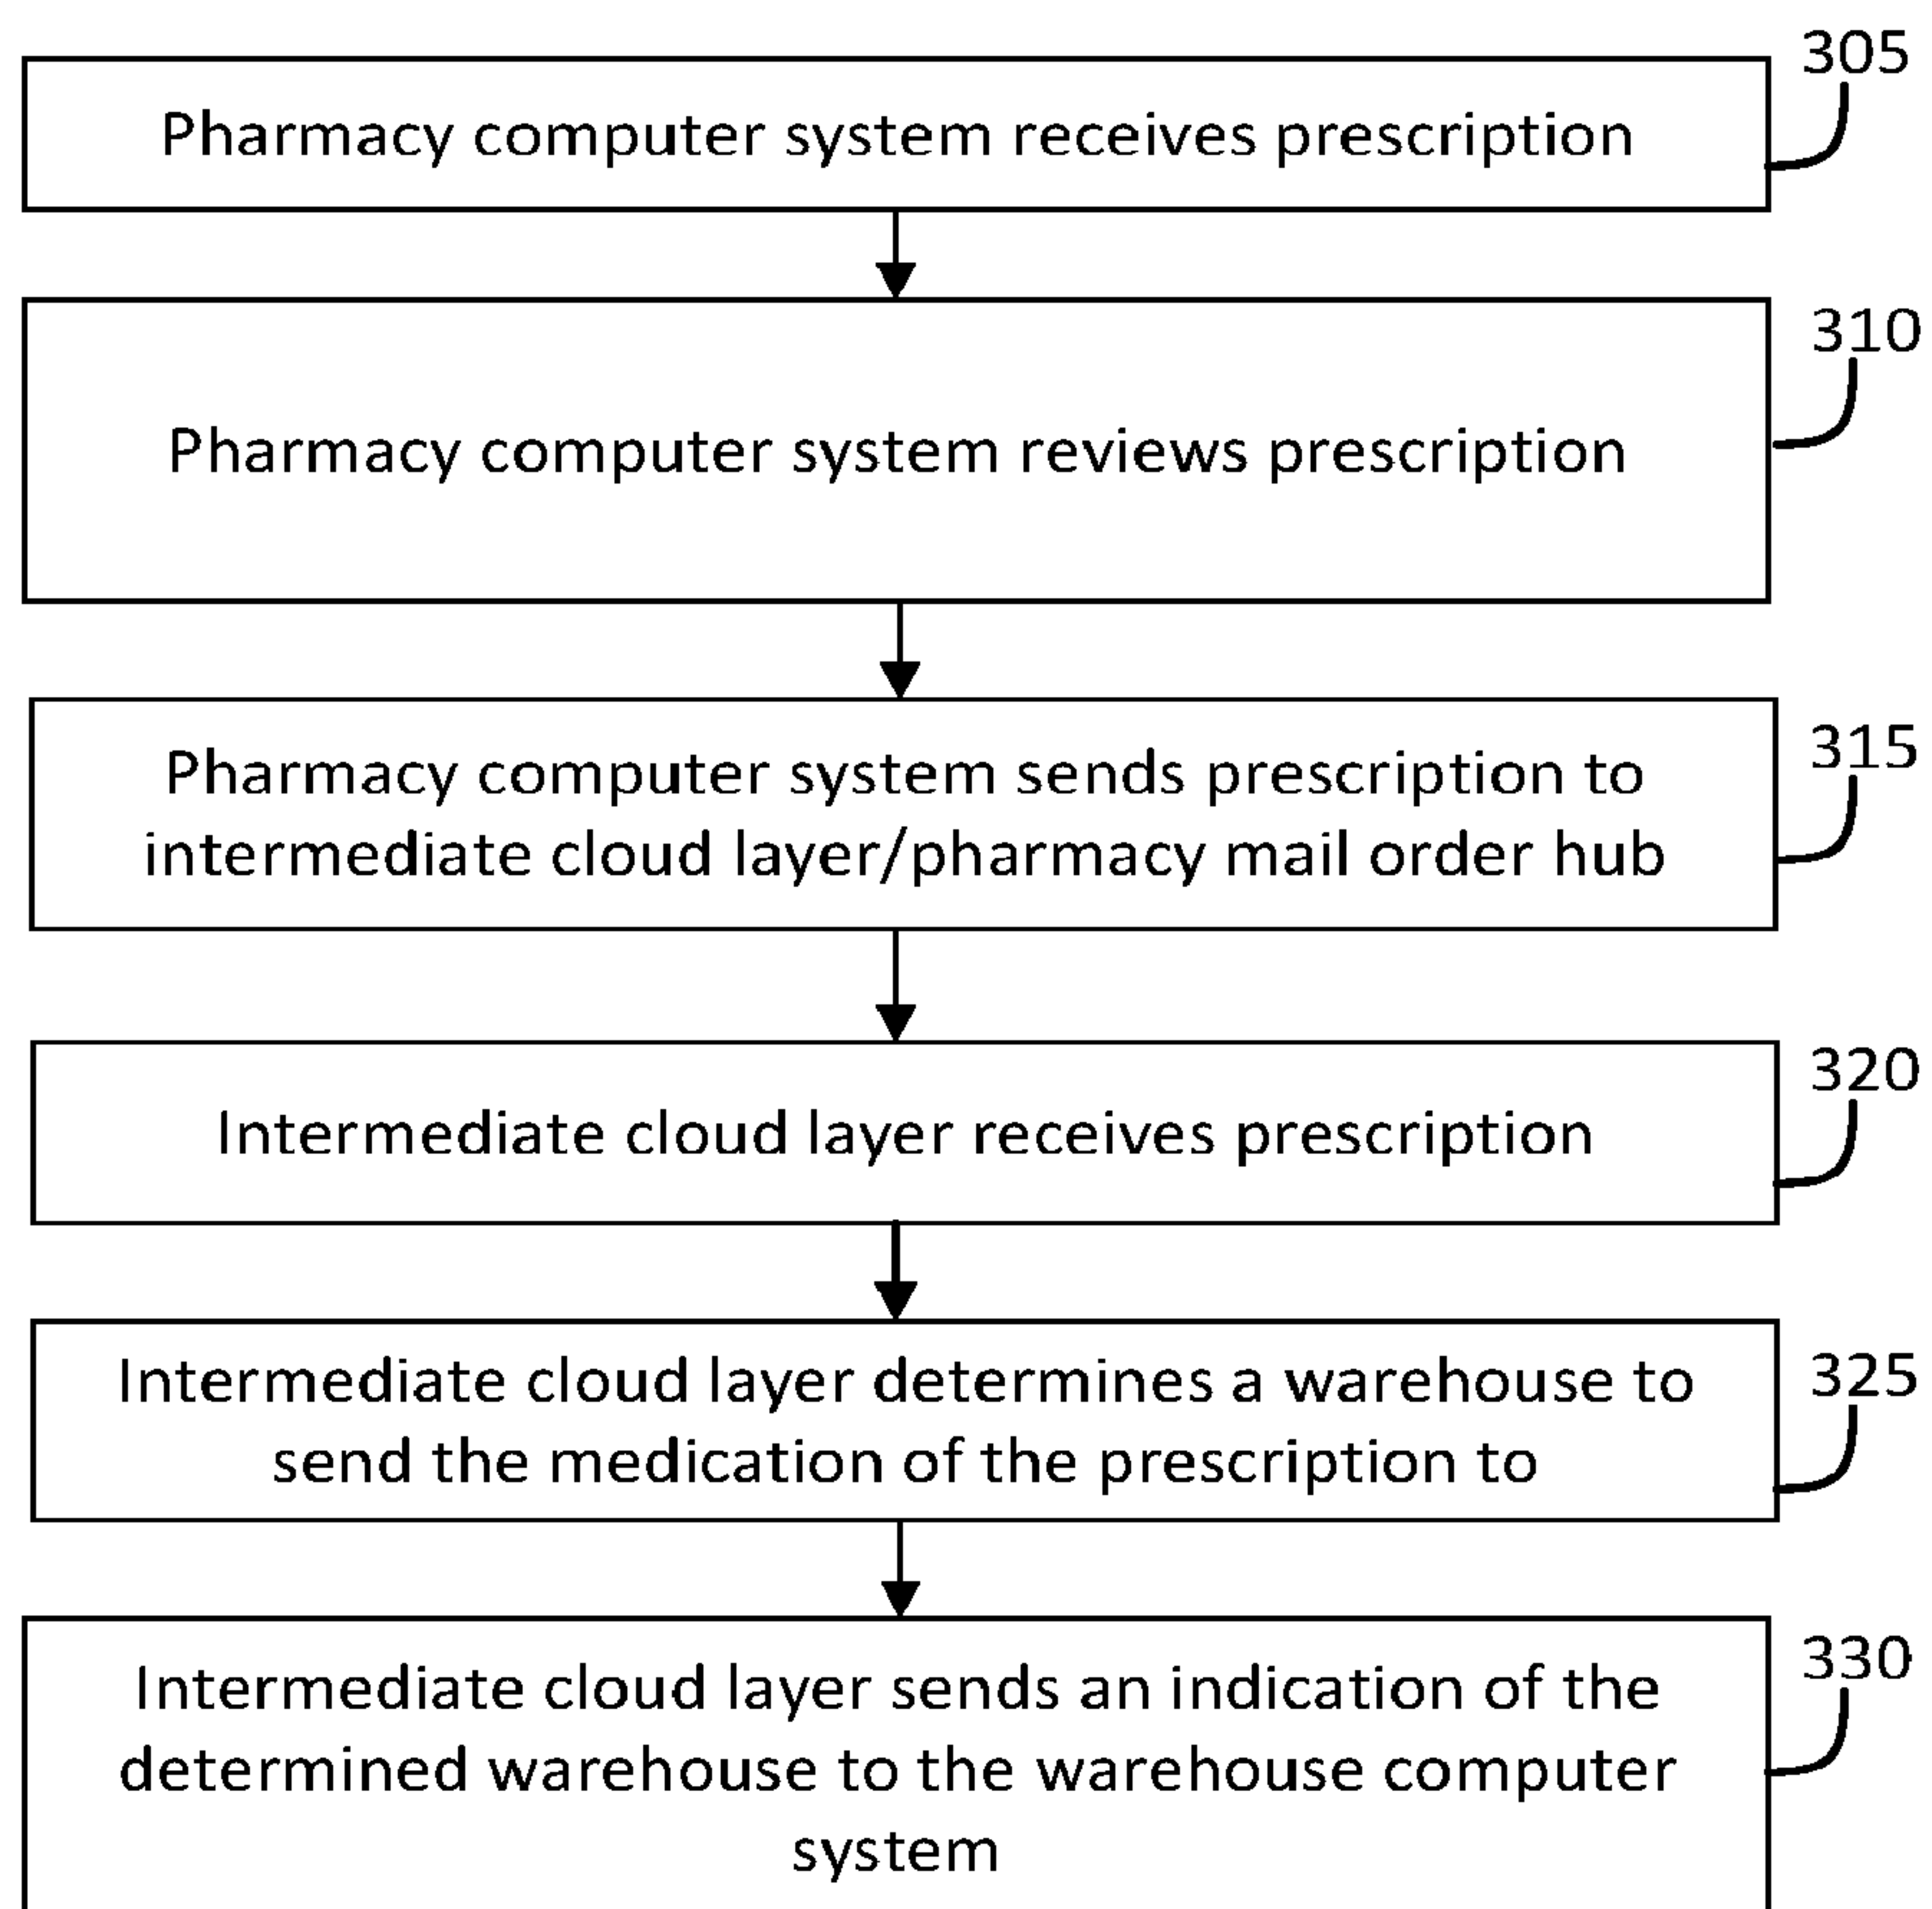 305
Pharmacy computer system receives prescription
310
Pharmacy computer system reviews prescription
315
Pharmacy computer system sends prescription to
intermediate cloud layer/pharmacy mail order hub
320
Intermediate cloud layer receives prescription
325
Intermediate cloud layer determines a warehouse to
send the medication of the prescription to
330
Intermediate cloud layer sends an indication of the
determined warehouse to the warehouse computer
system